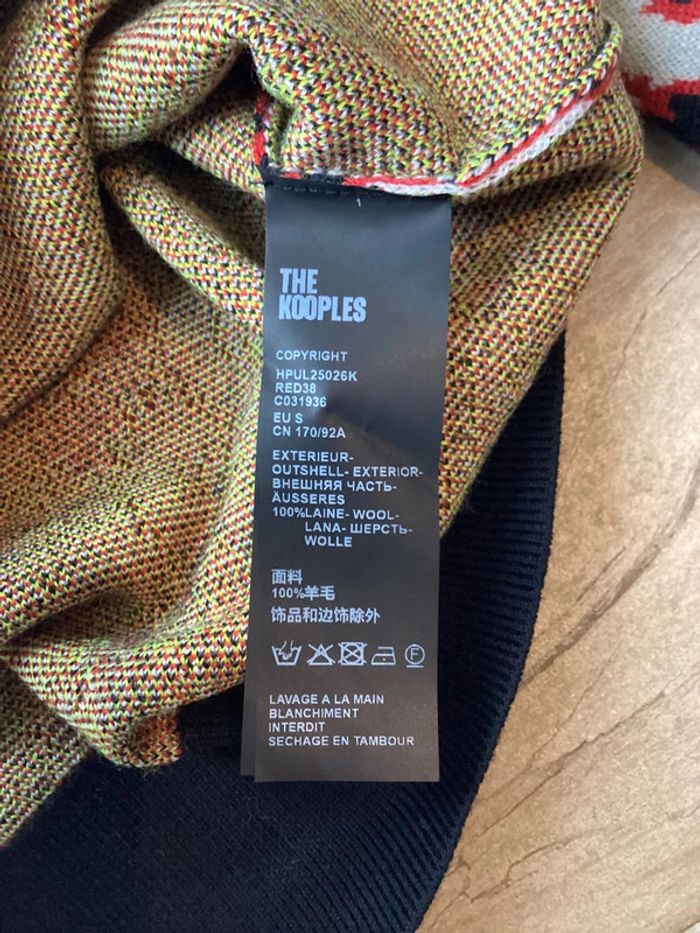 1
THE
KOOPLES
COPYRIGHT
HPUL25026K
RED38
C031936
EU S
CN 170/92A
EXTERIEUR-
OUTSHELL- EXTERIOR-
ВНЕШНЯЯ ЧАСТЬ-
ÄUSSERES
100%LAINE- WOOL-
LANA- ШЕРСТЬ-
WOLLE
面料
100%羊毛
饰品和边饰除外
F
LAVAGE A LA MAIN
BLANCHIMENT
INTERDIT
SECHAGE EN TAMBOUR